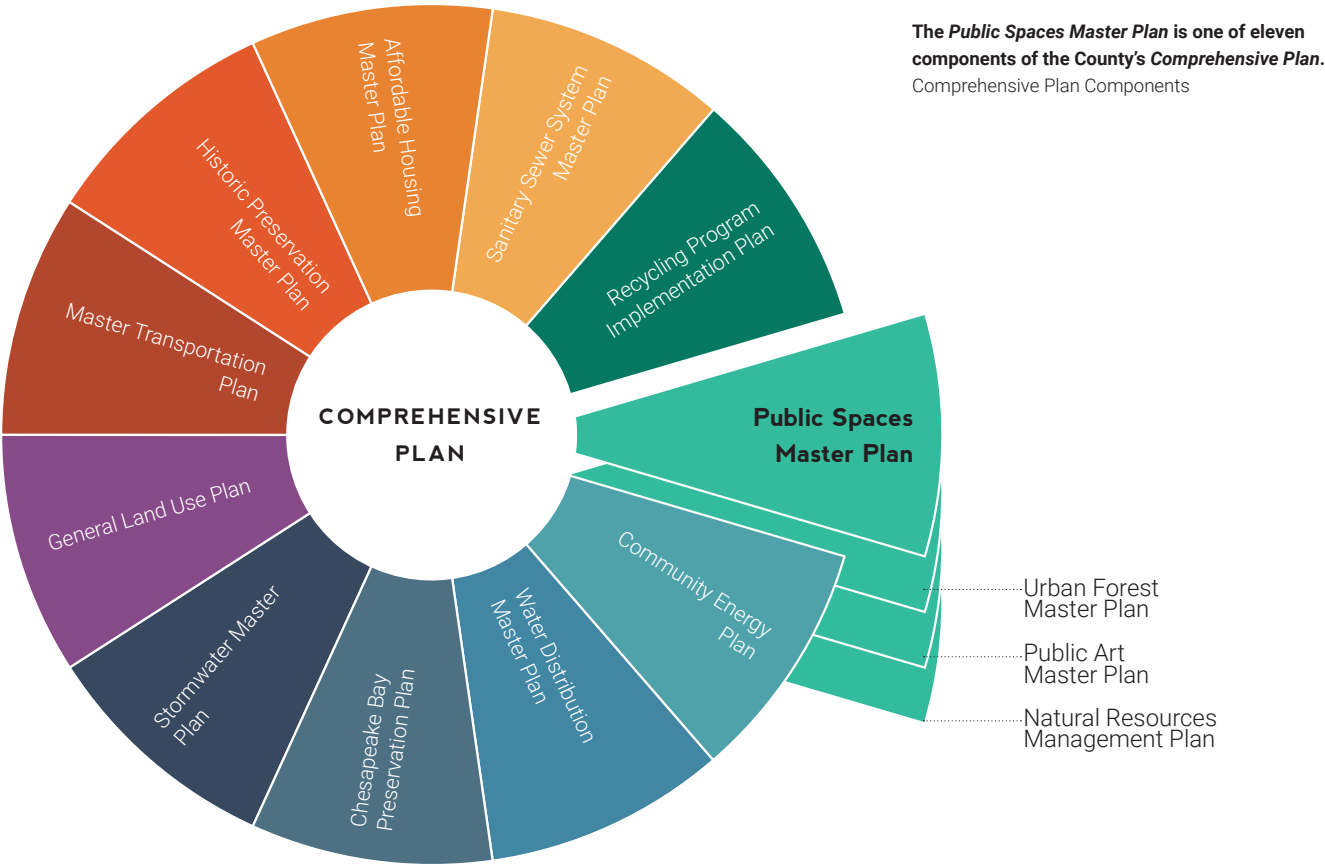 The Public Spaces Master Plan is one of eleven
components of the County's Comprehensive Plan.
Comprehensive Plan Components
COMPREHENSIVE
PLAN
Affordable Housing
Master Plan
Sanitary Sewer System
Master Plan
Recycling Program
Implementation Plan
Public Spaces
Master Plan
Urban Forest
Master Plan
Public Art
Master Plan
Natural Resources
Management Plan
Community Energy
Plan
Water Distribution
Master Plan
Chesapeake Bay
Preservation Plan
Stormwater Master
Plan
General Land Use Plan
Master Transportation
Plan
Historic Preservation
Master Plan